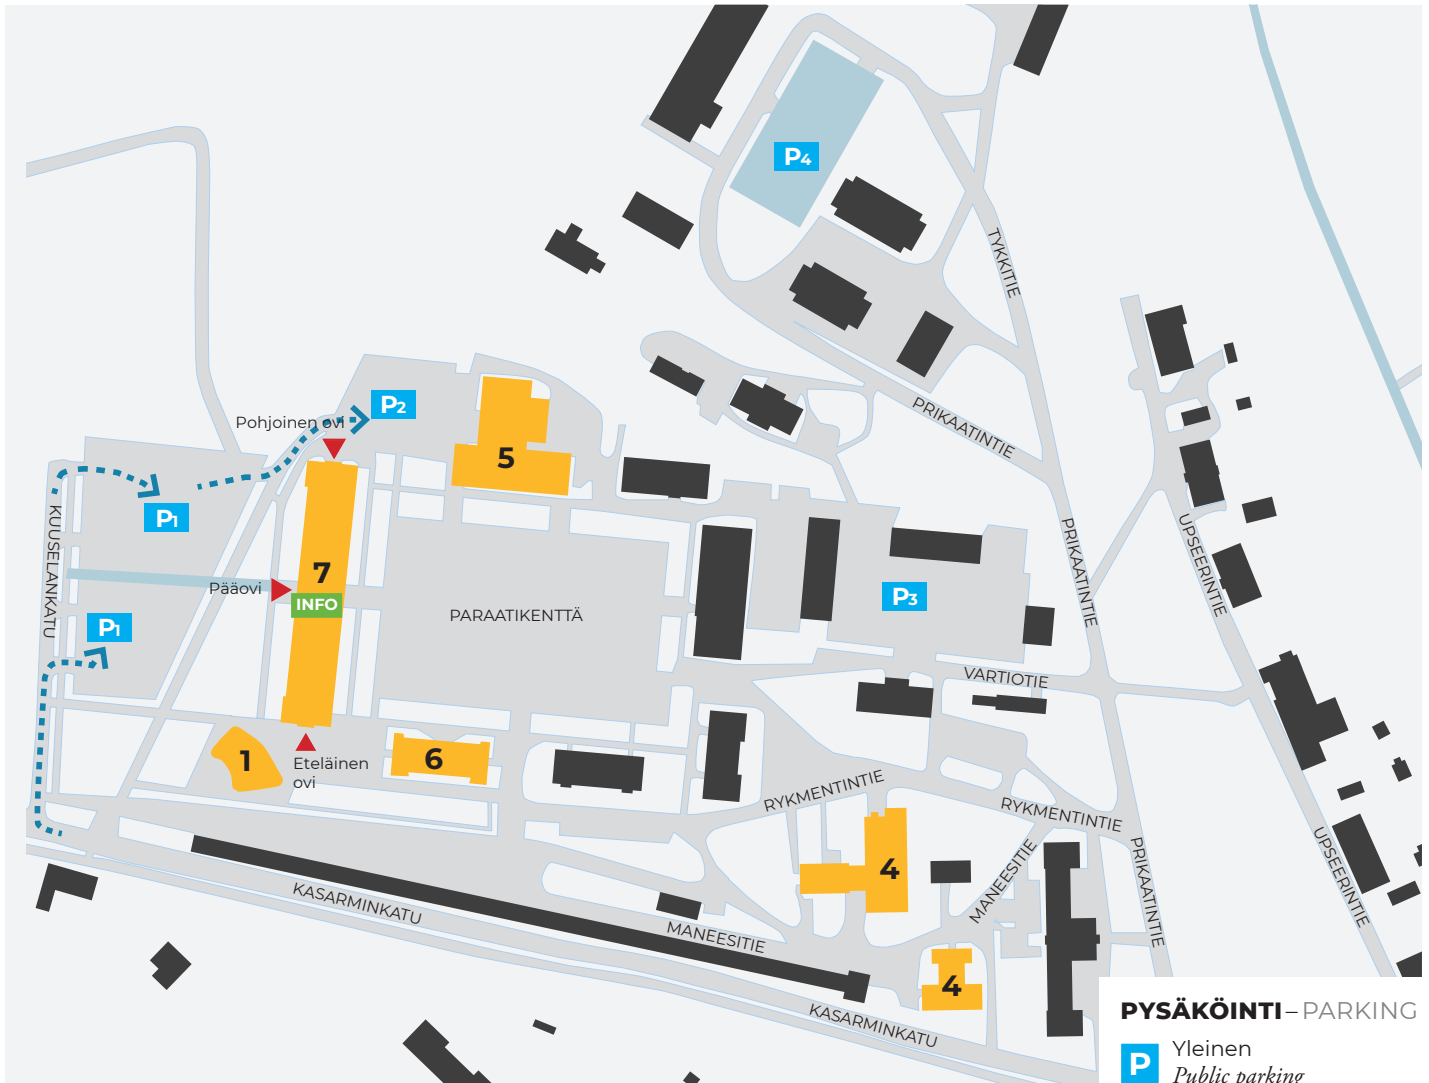 P4
TYKKITIE
P2
Pohjoinen ovi
PRIKAATINTIE
5
P1
KUUSELANKATU
UPSEERINTIE
PRIKAATINTIE
7
Pääovi
INFO
P3
PARAATIKENTTÄ
P1
VARTIOTIE
1
6
Eteläinen
ovi
RYKMENTINTIE
RYKMENTINTIE
4
MANEESITIE
PRIKAATINTIE
UPSEERINTIE
KASARMINKATU
MANEESITIE
4
KASARMINKATU
PYSÄKÖINTI – PARKING
P
Yleinen
Public parking